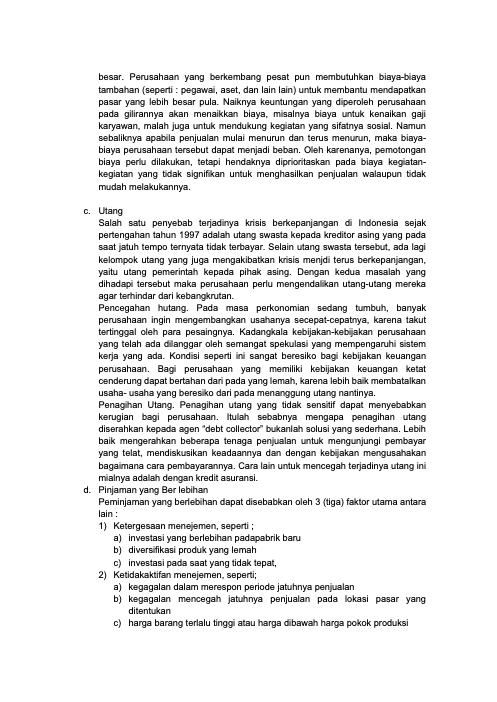 besar. Perusahaan yang berkembang pesat pun membutuhkan biaya-biaya
tambahan (seperti : pegawai, aset, dan lain lain) untuk membantu mendapatkan
pasar yang lebih besar pula. Naiknya keuntungan yang diperoleh perusahaan
pada gilirannya akan menaikkan biaya, misalnya biaya untuk kenaikan gaji
karyawan, malah juga untuk mendukung kegiatan yang sifatnya sosial. Namun
sebaliknya apabila penjualan mulai menurun dan terus menurun, maka biaya-
biaya perusahaan tersebut dapat menjadi beban. Oleh karenanya, pemotongan
biaya perlu dilakukan, tetapi hendaknya diprioritaskan pada biaya kegiatan-
kegiatan yang tidak signifikan untuk menghasilkan penjualan walaupun tidak
mudah melakukannya.
c. Utang
Salah satu penyebab terjadinya krisis berkepanjangan di Indonesia sejak
pertengahan tahun 1997 adalah utang swasta kepada kreditor asing yang pada
saat jatuh tempo ternyata tidak terbayar. Selain utang swasta tersebut, ada lagi
kelompok utang yang juga mengakibatkan krisis menjdi terus berkepanjangan,
yaitu utang pemerintah kepada pihak asing. Dengan kedua masalah yang
dihadapi tersebut maka perusahaan perlu mengendalikan utang-utang mereka
agar terhindar dari kebangkrutan.
Pencegahan hutang. Pada masa perkonomian sedang tumbuh, banyak
perusahaan ingin mengembangkan usahanya secepat-cepatnya, karena takut
tertinggal oleh para pesaingnya. Kadangkala kebijakan-kebijakan perusahaan
yang telah ada dilanggar oleh semangat spekulasi yang mempengaruhi sistem
kerja yang ada. Kondisi seperti ini sangat beresiko bagi kebijakan keuangan
perusahaan. Bagi perusahaan yang memiliki kebijakan keuangan ketat
cenderung dapat bertahan dari pada yang lemah, karena lebih baik membatalkan
usaha- usaha yang beresiko dari pada menanggung utang nantinya.
Penagihan Utang. Penagihan utang yang tidak sensitif dapat menyebabkan
kerugian bagi perusahaan. Itulah sebabnya mengapa penagihan utang
diserahkan kepada agen “debt collector” bukanlah solusi yang sederhana. Lebih
baik mengerahkan beberapa tenaga penjualan untuk mengunjungi pembayar
yang telat, mendiskusikan keadaannya dan dengan kebijakan mengusahakan
bagaimana cara pembayarannya. Cara lain untuk mencegah terjadinya utang ini
mialnya adalah dengan kredit asuransi.
d. Pinjaman yang Ber lebihan
Peminjaman yang berlebihan dapat disebabkan oleh 3 (tiga) faktor utama antara
lain :
1) Ketergesaan menejemen, seperti ;
a) investasi yang berlebihan padapabrik baru
b) diversifikasi produk yang lemah
c) investasi pada saat yang tidak tepat,
2) Ketidakaktifan menejemen, seperti;
a) kegagalan dalam merespon periode jatuhnya penjualan
b) kegagalan mencegah jatuhnya penjualan pada lokasi pasar yang
ditentukan
c) harga barang terlalu tinggi atau harga dibawah harga pokok produksi